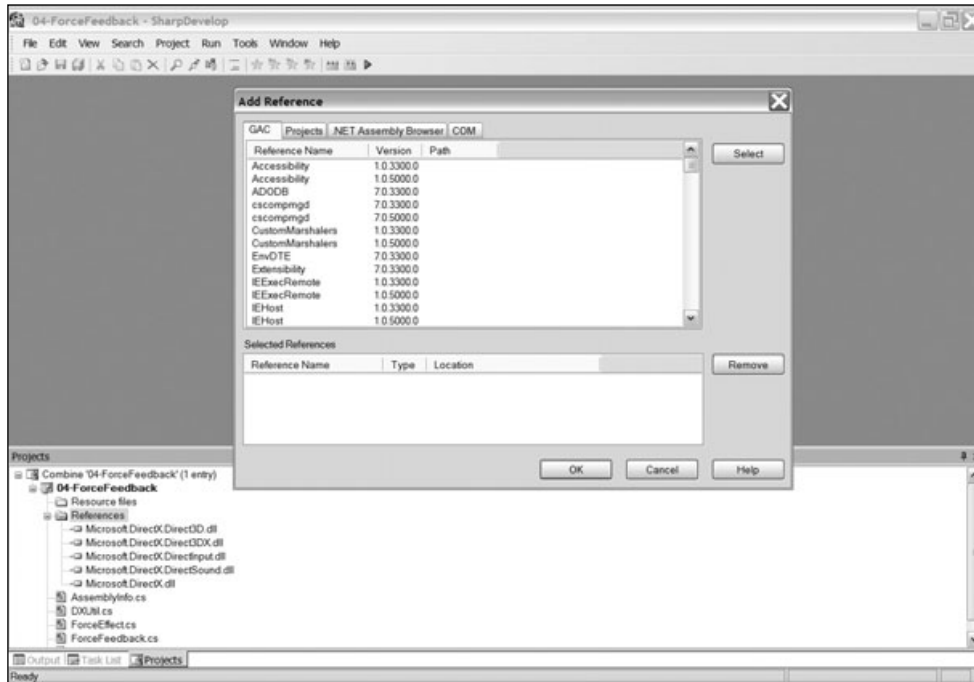 04-ForceFeedback - SharpDevelop
File Edit View Search Project Run Tools Window Help
Add Reference
GAC Projects .NET Assembly Browser COM
Reference Name Version Path
Select
Accessibility 1.0.3300.0
Accessibility 1.0.5000.0
ADODB 7.0.3300.0
cscompmgd 7.0.3300.0
cscompmgd 7.0.5000.0
CustomMarshalers 1.0.3300.0
CustomMarshalers 1.0.5000.0
EnvDTE 7.0.3300.0
Extensibility 7.0.3300.0
IEExecRemote 1.0.3300.0
IEExecRemote 1.0.5000.0
IEHost 1.0.3300.0
IEHost 1.0.5000.0
Selected References
Reference Name Type Location
Remove
OK Cancel Help
Projects
Combine '04-ForceFeedback' (1 entry)
04-ForceFeedback
Resource files
References
Microsoft.DirectX.Direct3D.dll
Microsoft.DirectX.Direct3DX.dll
Microsoft.DirectX.DirectInput.dll
Microsoft.DirectX.DirectSound.dll
Microsoft.DirectX.dll
AssemblyInfo.cs
DXUtil.cs
ForceEffect.cs
ForceFeedback.cs
Output Task List Projects
Ready